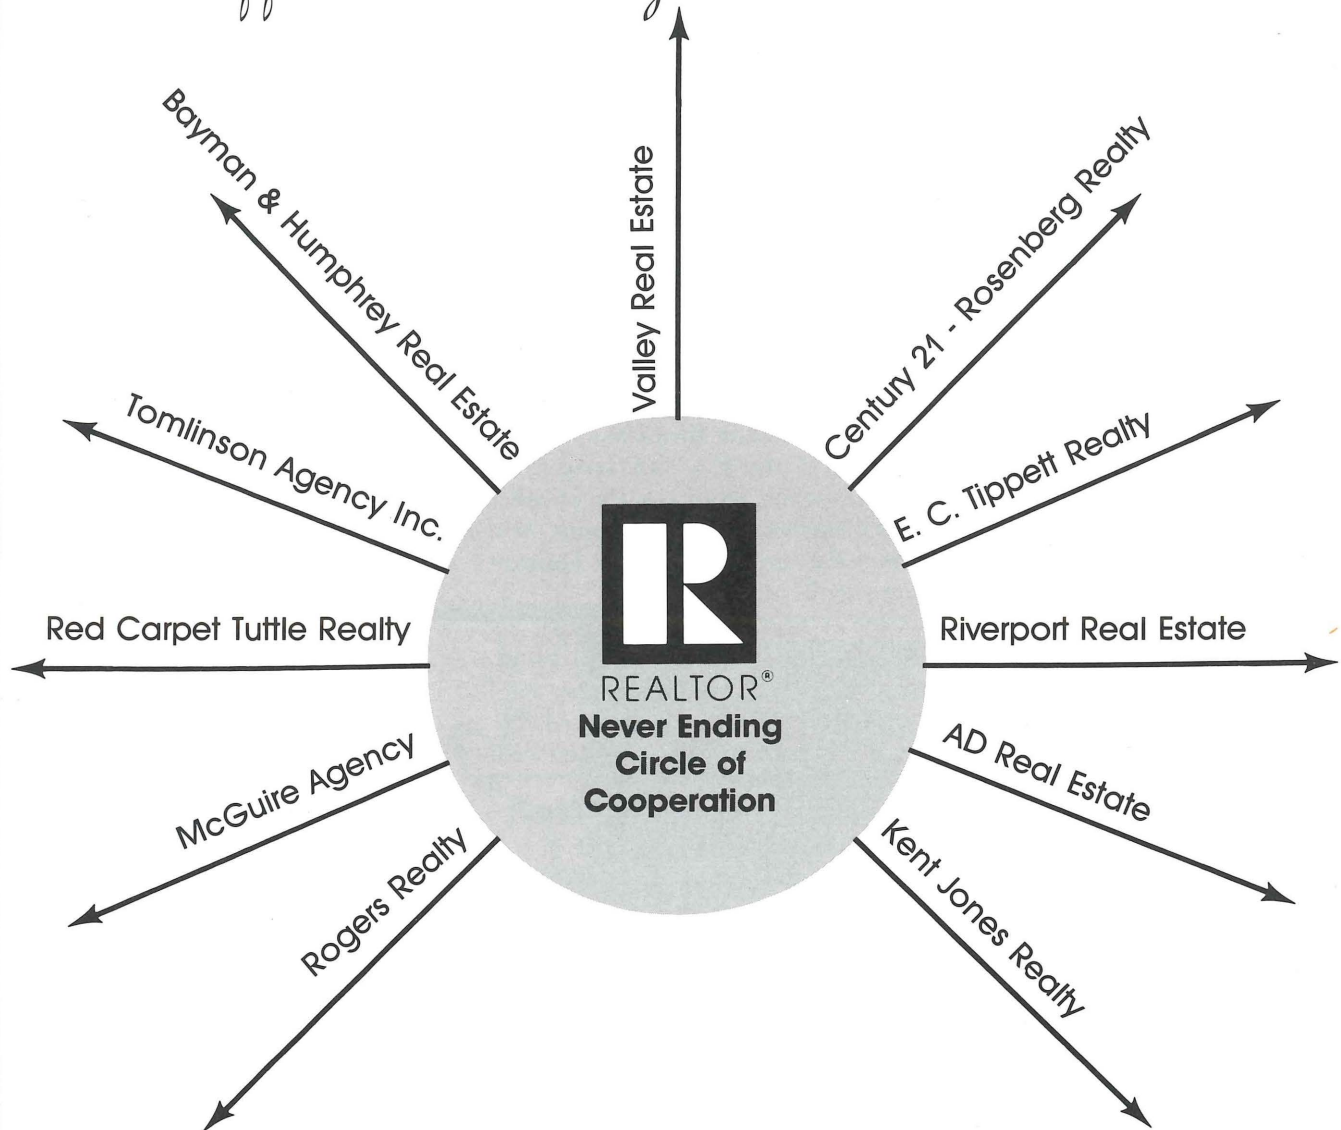 Valley Real Estate
Century 21 - Rosenberg Realty
E. C. Tippett Realty
Riverport Real Estate
AD Real Estate
Kent Jones Realty
Rogers Realty
McGuire Agency
Red Carpet Tuttle Realty
Tomlinson Agency Inc.
Bayman & Humphrey Real Estate
R
REALTOR®
Never Ending
Circle of
Cooperation